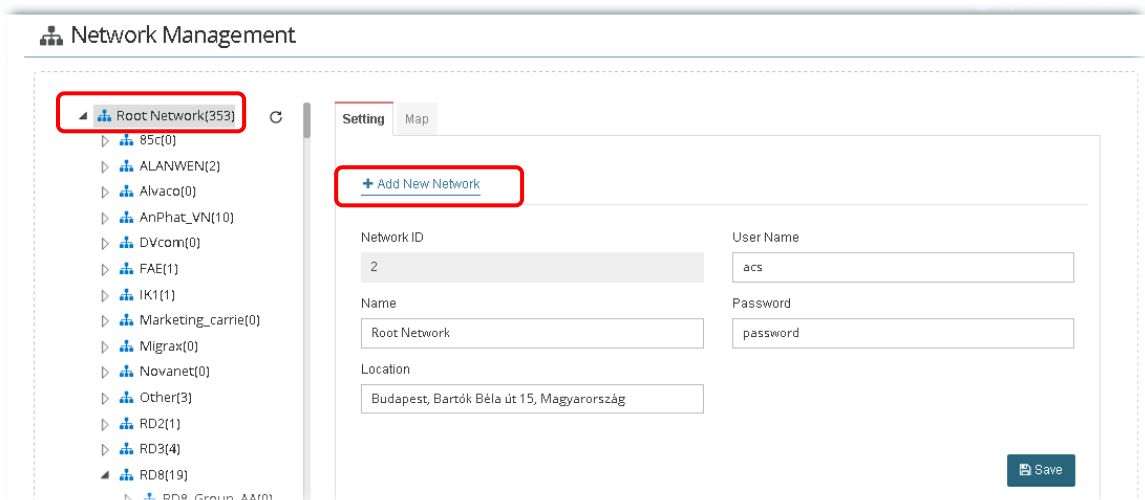 Network Management
Root Network(353)
85c(0)
ALANWEN(2)
Alvaco(0)
AnPhat_VN(10)
DVcom(0)
FAE(1)
IK1(1)
Marketing_carrie(0)
Migrax(0)
Novanet(0)
Other(3)
RD2(1)
RD3(4)
RD8(19)
RD8_Group_AA(0)
Setting Map
+ Add New Network
Network ID
2
User Name
acs
Name
Root Network
Password
password
Location
Budapest, Bartók Béla út 15, Magyarország
Save